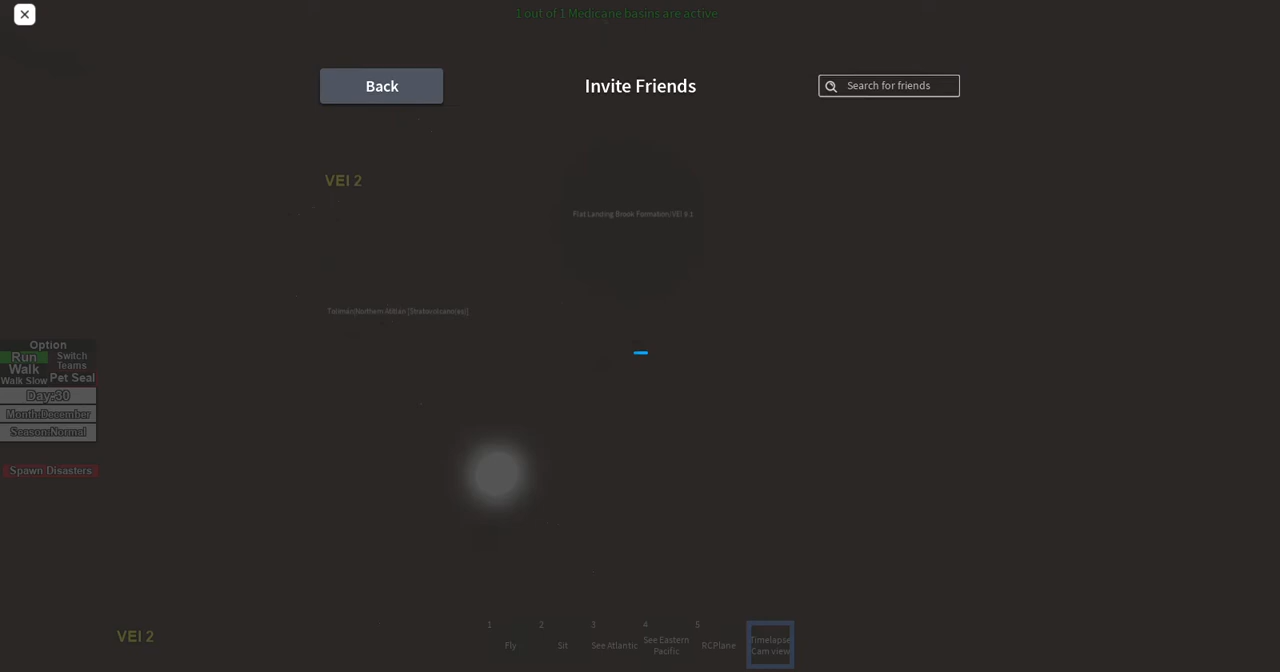 1 out of 1 Medicane basins are active
Back
Invite Friends
Search for friends
VEI 2
Flat Landing Brook Formation/VEI 9.1
Option
Run
Switch Teams
Walk
Walk Slow
Pet Seal
Day:30
Month:December
Season:Normal
Spawn Disasters
VEI 2
1
Fly
2
Sit
3
See Atlantic
4
See Eastern
Pacific
5
RCPlane
Timelapse
Cam view